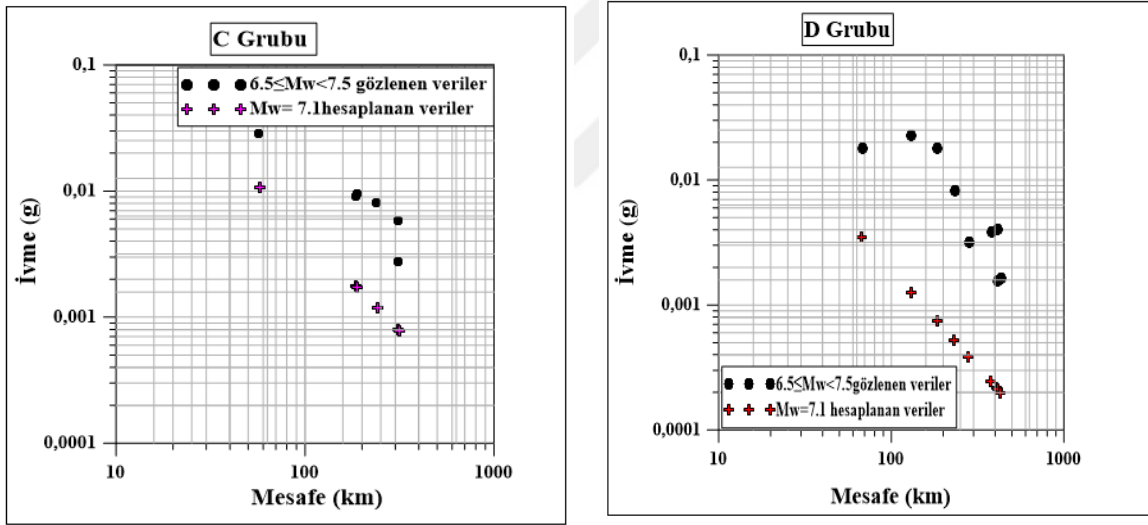 C Grubu
0,1
6.5≤Mw<7.5 gözlenen veriler
Mw= 7.1hesaplanan veriler
0,01
0,001
0,0001
İvme (g)
10
100
1000
Mesafe (km)
D Grubu
0,1
0,01
0,001
0,0001
İvme (g)
6.5≤Mw<7.5gözlenen veriler
Mw=7.1 hesaplanan veriler
10
100
1000
Mesafe (km)